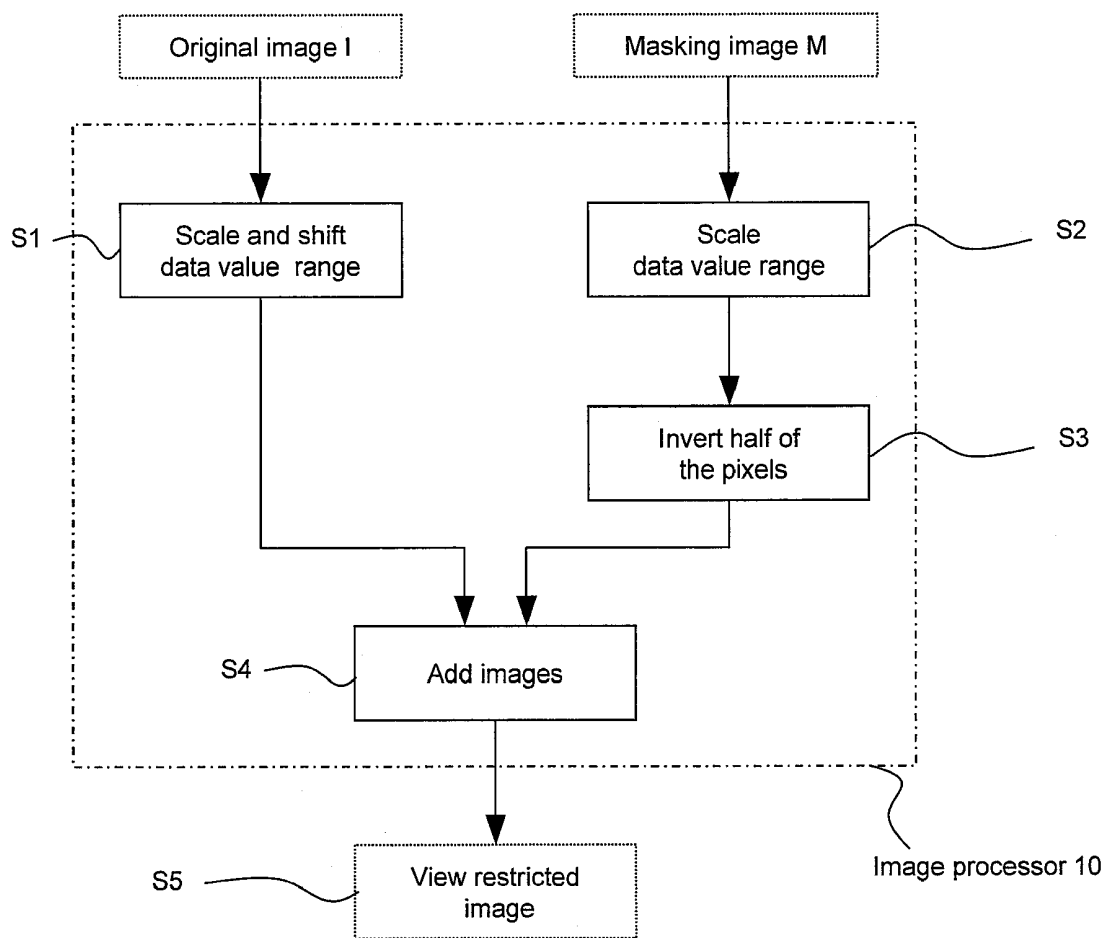 Original image I
Masking image M
S1
Scale and shift
data value range
Scale
data value range
S2
Invert half of
the pixels
S3
S4
Add images
S5
View restricted
image
Image processor 10